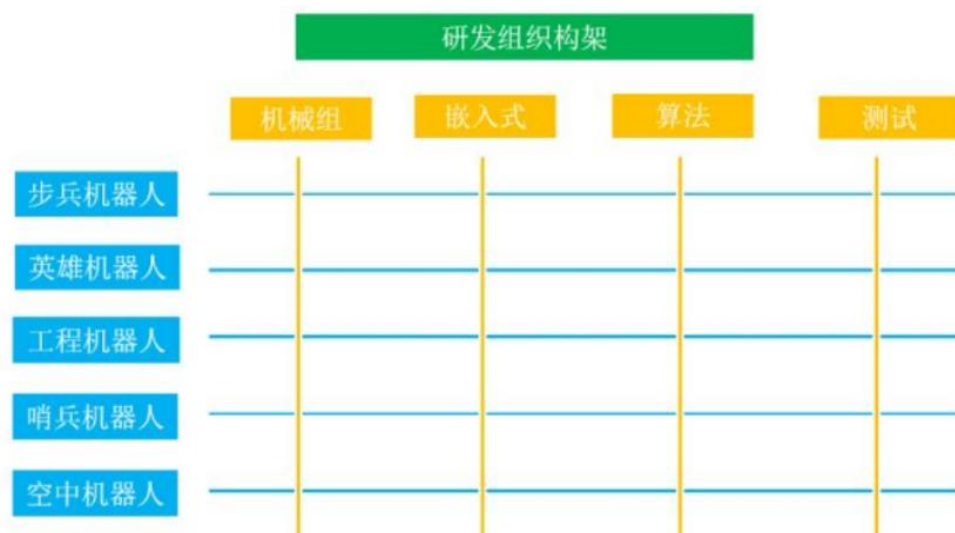 研发组织构架
机械组
嵌入式
算法
测试
步兵机器人
英雄机器人
工程机器人
哨兵机器人
空中机器人